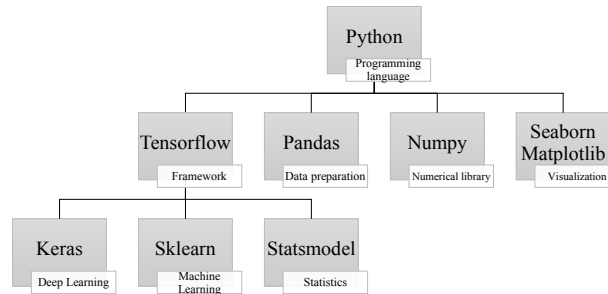 Python
Programming
language
Tensorflow
Framework
Pandas
Data preparation
Numpy
Numerical library
Seaborn
Matplotlib
Visualization
Keras
Deep Learning
Sklearn
Machine
Learning
Statsmodel
Statistics